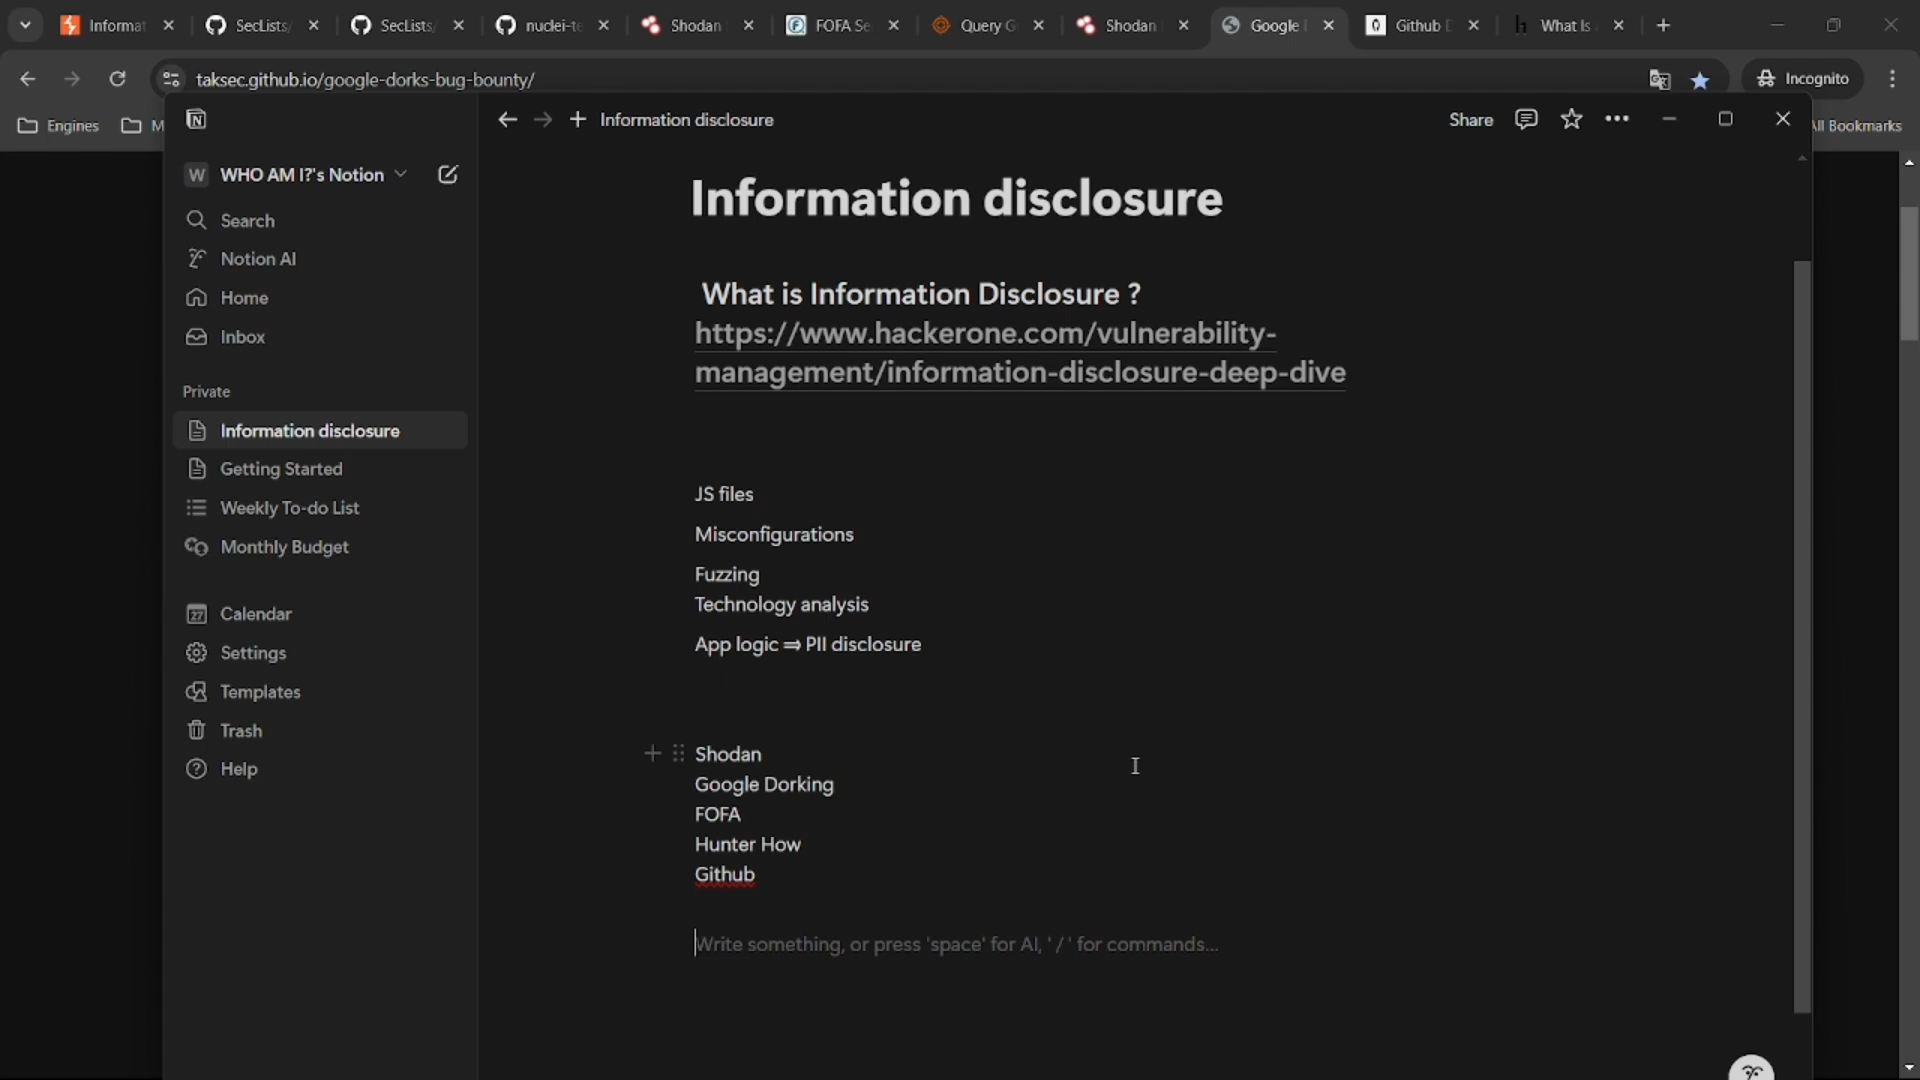 Informat
SecLists/
SecLists/
nuclei-te
Shodan
FOFA Se
Query G
Shodan
Google
Github
What Is
taksec.github.io/google-dorks-bug-bounty/
Incognito
Engines
M
All Bookmarks
WHO AM I?'s Notion
Search
Notion AI
Home
Inbox
Private
Information disclosure
Getting Started
Weekly To-do List
Monthly Budget
27 Calendar
Settings
Templates
Trash
Help
Information disclosure
Share
Information disclosure
What is Information Disclosure ?
https://www.hackerone.com/vulnerability-
management/information-disclosure-deep-dive
JS files
Misconfigurations
Fuzzing
Technology analysis
App logic ⇒ PII disclosure
Shodan
Google Dorking
FOFA
Hunter How
Github
Write something, or press 'space' for AI, '/' for commands...